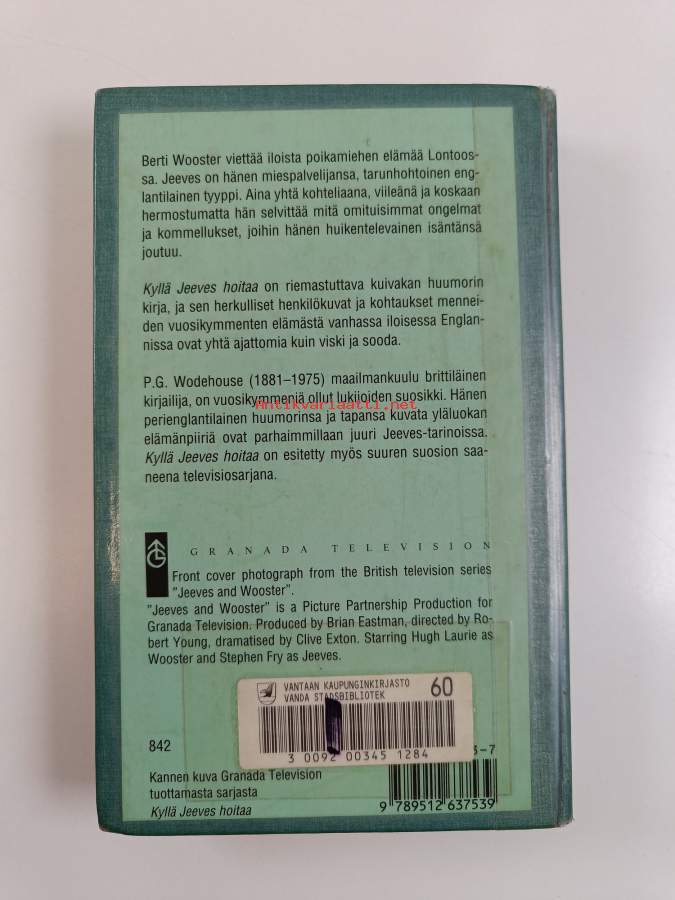 Berti Wooster viettää iloista poikamiehen elämää Lontoos-
sa. Jeeves on hänen miespalvelijansa, tarunhohtoinen eng-
lantilainen tyyppi. Aina yhtä kohteliaana, viileänä ja koskaan
hermostumatta hän selvittää mitä omituisimmat ongelmat
ja kommellukset, joihin hänen huikentelevainen isäntänsä
joutuu.
Kyllä Jeeves hoitaa on riemastuttava kuivakan huumorin
kirja, ja sen herkulliset henkilökuvat ja kohtaukset mennei-
den vuosikymmenten elämästä vanhassa iloisessa Englan-
nissa ovat yhtä ajattomia kuin viski ja sooda.
P.G. Wodehouse (1881–1975) maailmankuulu brittiläinen
kirjailija, on vuosikymmeniä ollut lukijoiden suosikki. Hänen
Antikvariaatti.net
perienglantilainen huumorinsa ja tapansa kuvata yläluokan
elämänpiiriä ovat parhaimmillaan juuri Jeeves-tarinoissa.
Kyllä Jeeves hoitaa on esitetty myös suuren suosion saa-
neena televisiosarjana.
GRANADA TELEVISION
Front cover photograph from the British television series
"Jeeves and Wooster".
"Jeeves and Wooster" is a Picture Partnership Production for
Granada Television. Produced by Brian Eastman, directed by Ro-
bert Young, dramatised by Clive Exton. Starring Hugh Laurie as
Wooster and Stephen Fry as Jeeves.
VANTAAN KAUPUNGINKIRJASTO 60
VANDA STADSBIBLIOTEK
3 0092 00345 1284
842
3-7
Kannen kuva Granada Television
tuottamasta sarjasta
Kyllä Jeeves hoitaa
9 789512 637539